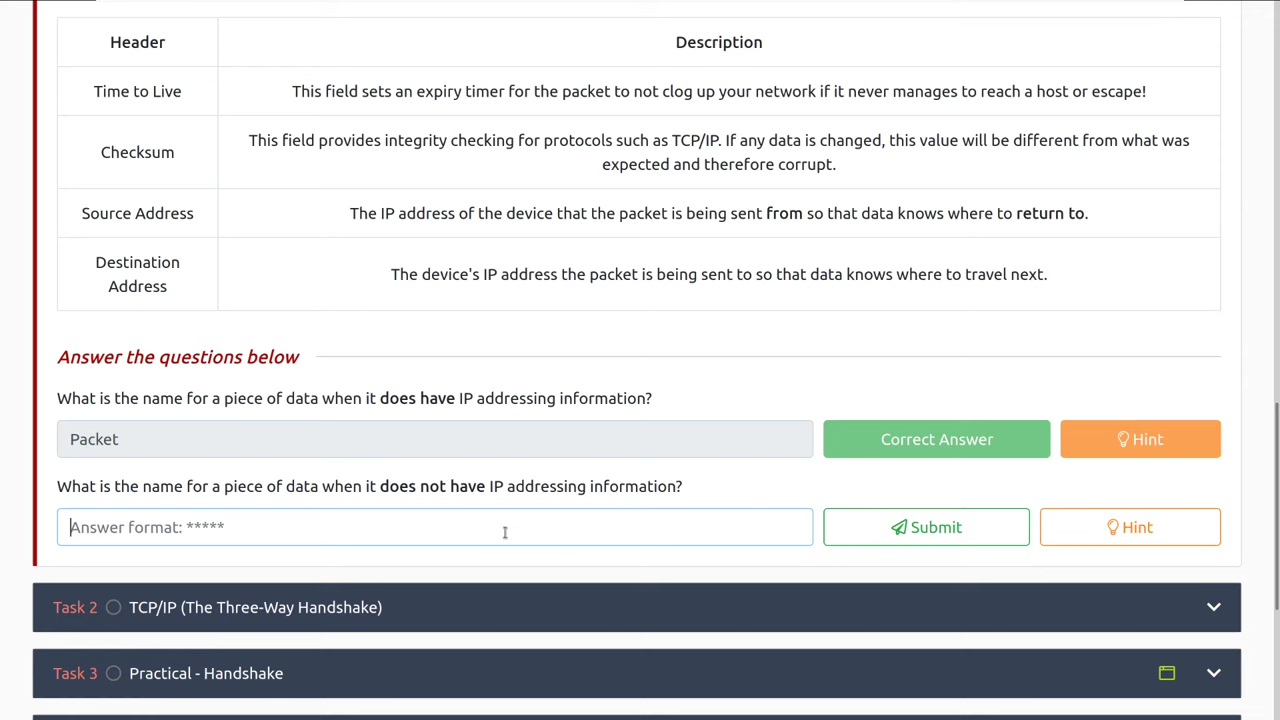 Header
Description
Time to Live
This field sets an expiry timer for the packet to not clog up your network if it never manages to reach a host or escape!
Checksum
This field provides integrity checking for protocols such as TCP/IP. If any data is changed, this value will be different from what was
expected and therefore corrupt.
Source Address
The IP address of the device that the packet is being sent from so that data knows where to return to.
Destination
Address
The device's IP address the packet is being sent to so that data knows where to travel next.
Answer the questions below
What is the name for a piece of data when it does have IP addressing information?
Packet
Correct Answer
Hint
What is the name for a piece of data when it does not have IP addressing information?
Answer format: *****
Submit
Hint
Task 2 TCP/IP (The Three-Way Handshake)
Task 3 Practical - Handshake